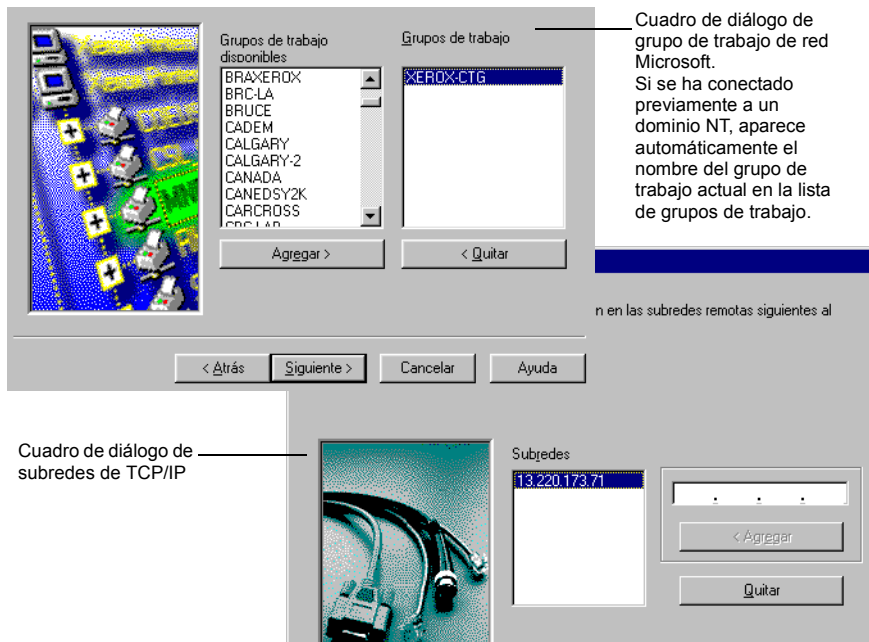 Grupos de trabajo
disponibles
BRAXEROX
BRC-LA
BRUCE
CADEM
CALGARY
CALGARY-2
CANADA
CANEDSY2K
CARCROSS
Agregar >
Grupos de trabajo
XEROX-CTG
< Quitar
Cuadro de diálogo de
grupo de trabajo de red
Microsoft.
Si se ha conectado
previamente a un
dominio NT, aparece
automáticamente el
nombre del grupo de
trabajo actual en la lista
de grupos de trabajo.
n en las subredes remotas siguientes al
< Atrás
Siguiente >
Cancelar
Ayuda
Cuadro de diálogo de
subredes de TCP/IP
Subredes
13.220.173.71
. . .
< Agregar
Quitar